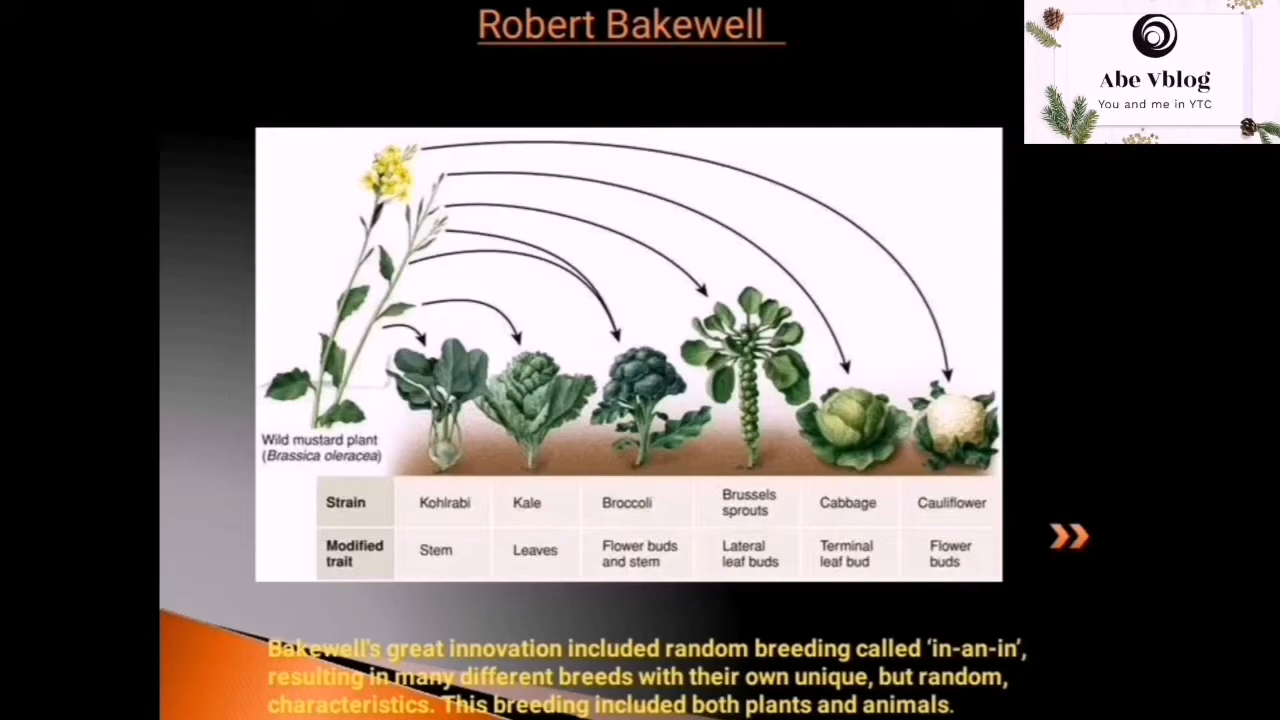 Robert Bakewell
Abe Vblog
You and me in YTC
Wild mustard plant
(Brassica oleracea)
Strain Kohlrabi Kale Broccoli Brussels sprouts Cabbage Cauliflower
Modified trait Stem Leaves Flower buds and stem Lateral leaf buds Terminal leaf bud Flower buds
Bakewell's great innovation included random breeding called ‘in-an-in’,
resulting in many different breeds with their own unique, but random,
characteristics. This breeding included both plants and animals.